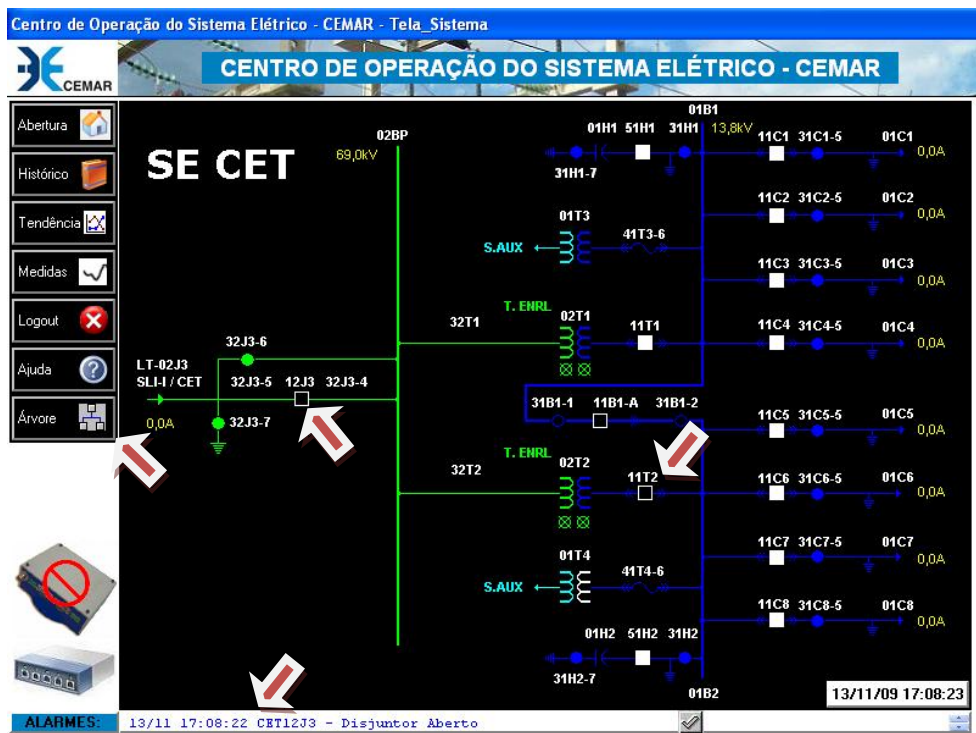 Centro de Operação do Sistema Elétrico - CEMAR - Tela_Sistema
CEMAR
CENTRO DE OPERAÇÃO DO SISTEMA ELÉTRICO - CEMAR
Abertura
Histórico
Tendência
Medidas
Logout
Ajuda
Árvore
SE CET
02BP
69,0kV
01B1
01H1 51H1 31H1 13,8kV
31H1-7
11C1 31C1-5 01C1
0,0A
11C2 31C2-5 01C2
0,0A
01T3
41T3-6
S.AUX
11C3 31C3-5 01C3
0,0A
T. ENRL
32T1 02T1 11T1
11C4 31C4-5 01C4
0,0A
32J3-6
LT-02J3
SLI-I / CET
32J3-5 12J3 32J3-4
0,0A
32J3-7
31B1-1 11B1-A 31B1-2
11C5 31C5-5 01C5
0,0A
T. ENRL
32T2 02T2 11T2
11C6 31C6-5 01C6
0,0A
11C7 31C7-5 01C7
0,0A
01T4
41T4-6
S.AUX
11C8 31C8-5 01C8
0,0A
01H2 51H2 31H2
31H2-7
01B2
13/11/09 17:08:23
ALARMES:
13/11 17:08:22 CET12J3 - Disjuntor Aberto